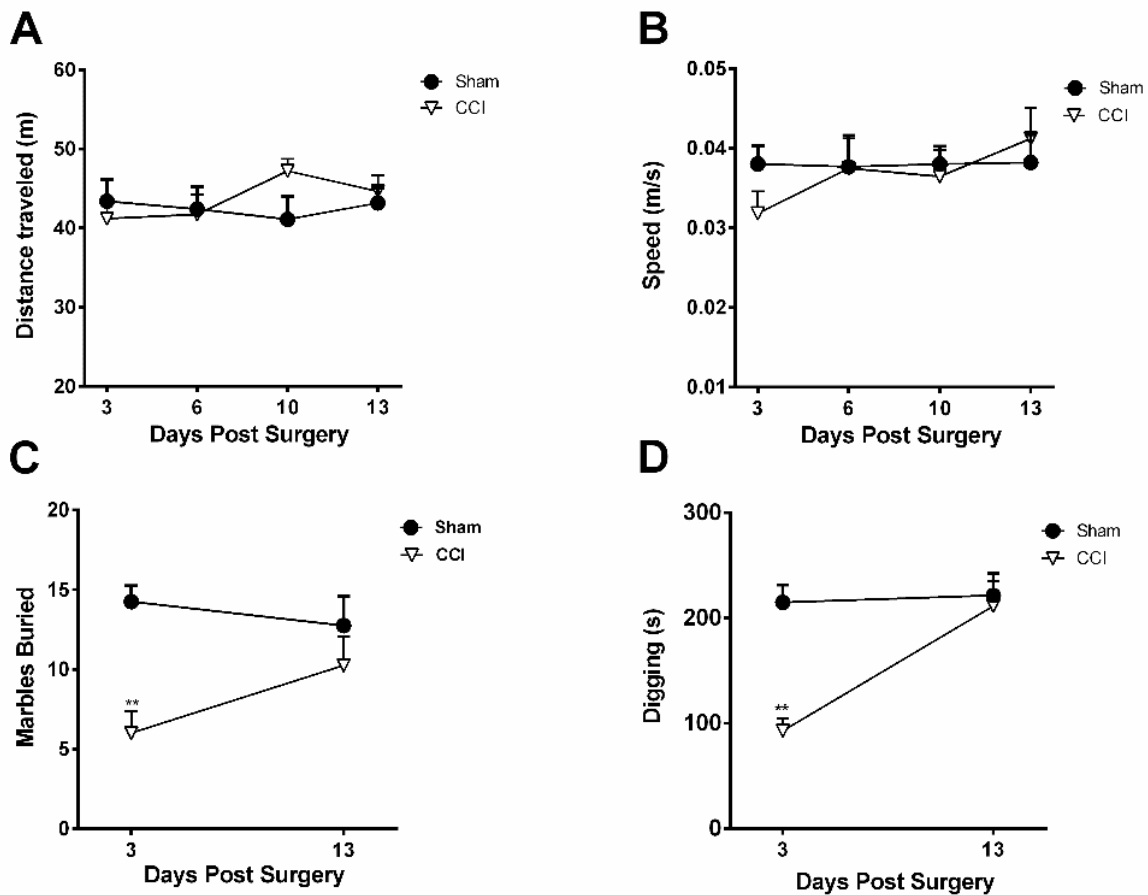 A
Distance traveled (m)
60
50
40
30
20
3 6 10 13
Days Post Surgery
Sham
CCI
B
Speed (m/s)
0.05
0.04
0.03
0.02
0.01
3 6 10 13
Days Post Surgery
Sham
CCI
C
Marbles Buried
20
15
10
5
0
**
3 13
Days Post Surgery
Sham
CCI
D
Digging (s)
300
200
100
0
**
3 13
Days Post Surgery
Sham
CCI